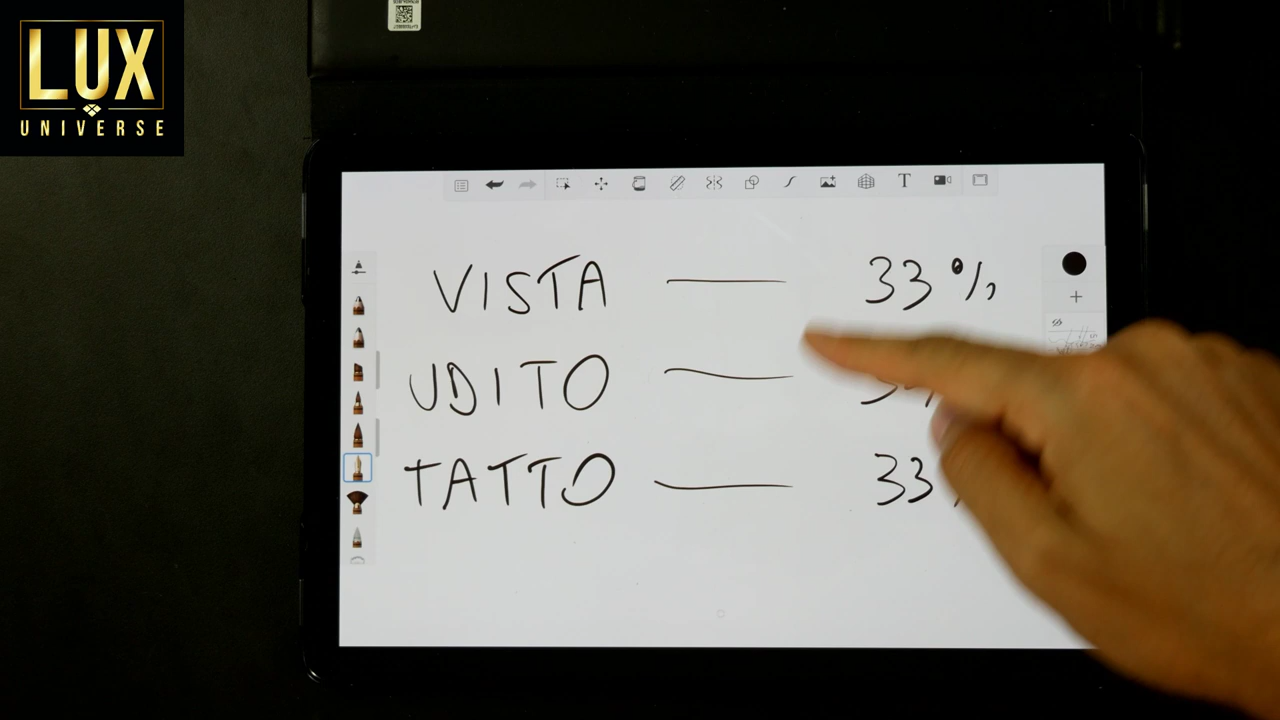 LUX
UNIVERSE
T
VISTA — 33%
UDITO —
TATTO — 33